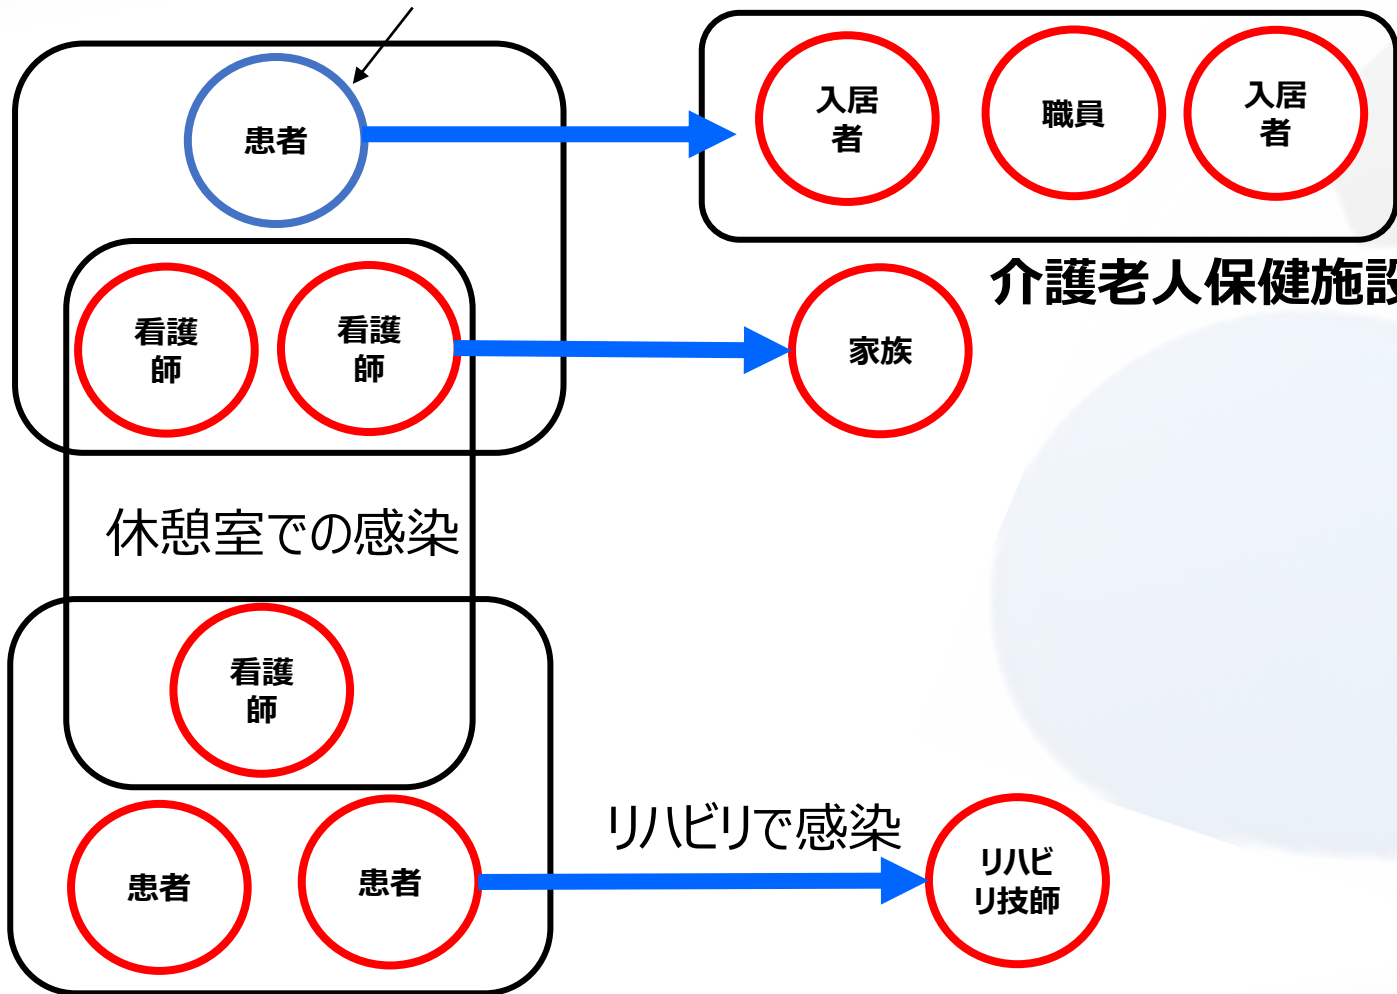 患者
入居
者
職員
入居
者
介護老人保健施設
看護
師
看護
師
家族
休憩室での感染
看護
師
リハビリで感染
患者
患者
リハビ
リ技師